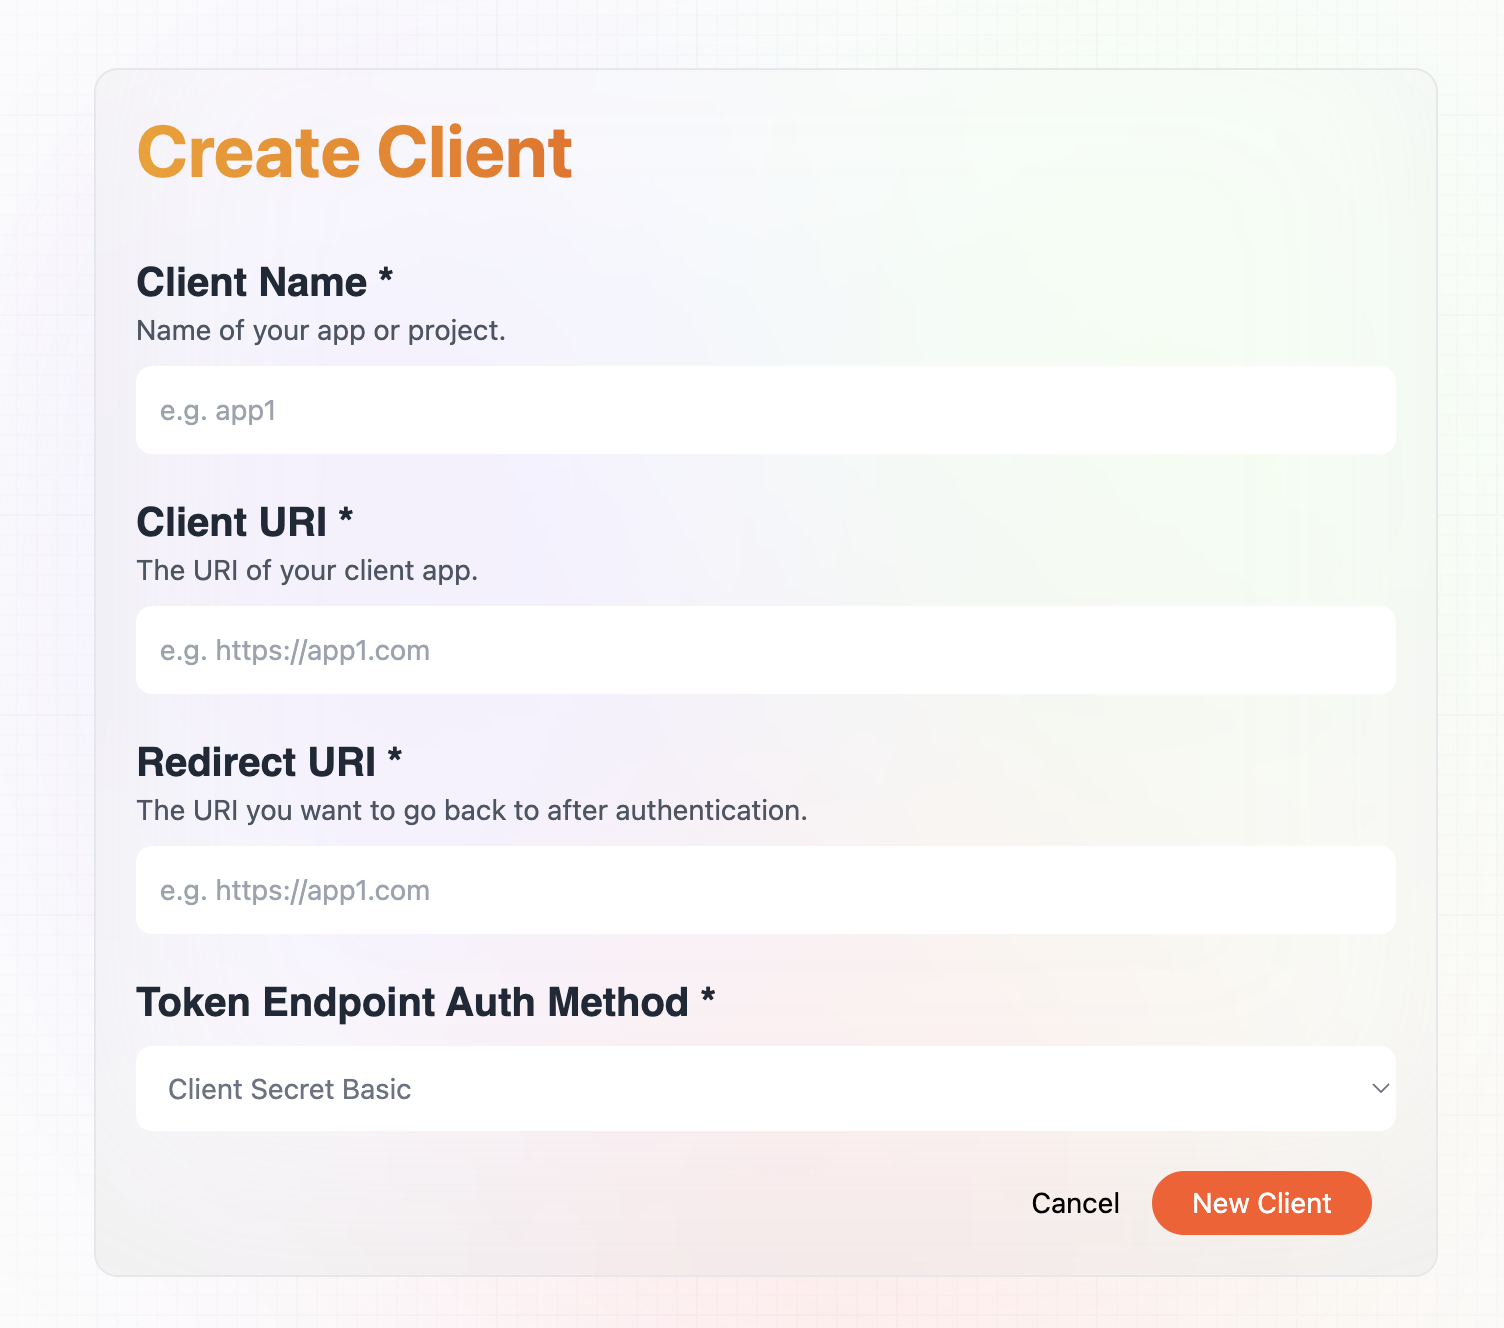 Create Client
Client Name *
Name of your app or project.
e.g. app1
Client URI *
The URI of your client app.
e.g. https://app1.com
Redirect URI *
The URI you want to go back to after authentication.
e.g. https://app1.com
Token Endpoint Auth Method *
Client Secret Basic
Cancel New Client